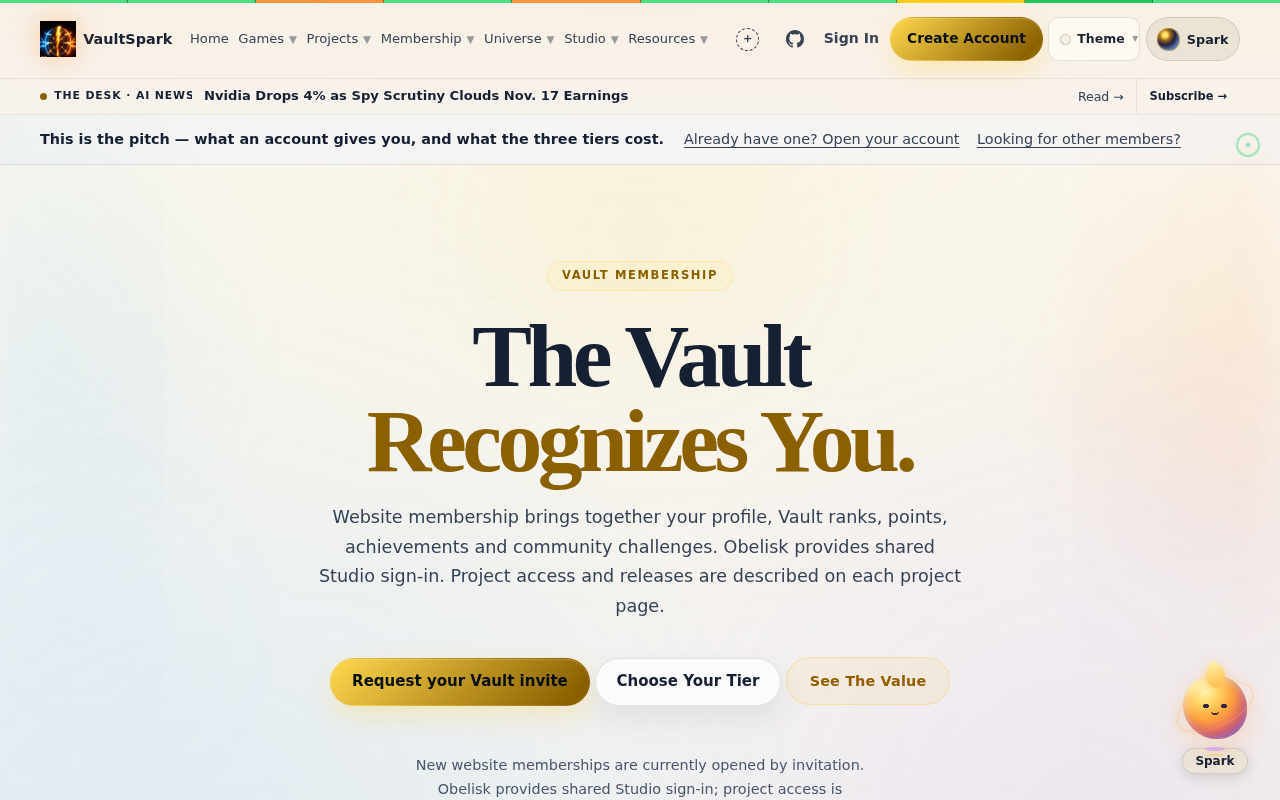 VaultSpark Home Games ▼ Projects ▼ Membership ▼ Universe ▼ Studio ▼ Resources ▼ + Sign In Create Account Theme ▼ Spark
THE DESK · AI NEWS Nvidia Drops 4% as Spy Scrutiny Clouds Nov. 17 Earnings Read → Subscribe →
This is the pitch — what an account gives you, and what the three tiers cost. Already have one? Open your account Looking for other members?
VAULT MEMBERSHIP
The Vault
Recognizes You.
Website membership brings together your profile, Vault ranks, points,
achievements and community challenges. Obelisk provides shared
Studio sign-in. Project access and releases are described on each project
page.
Request your Vault invite Choose Your Tier See The Value
Spark
New website memberships are currently opened by invitation.
Obelisk provides shared Studio sign-in; project access is